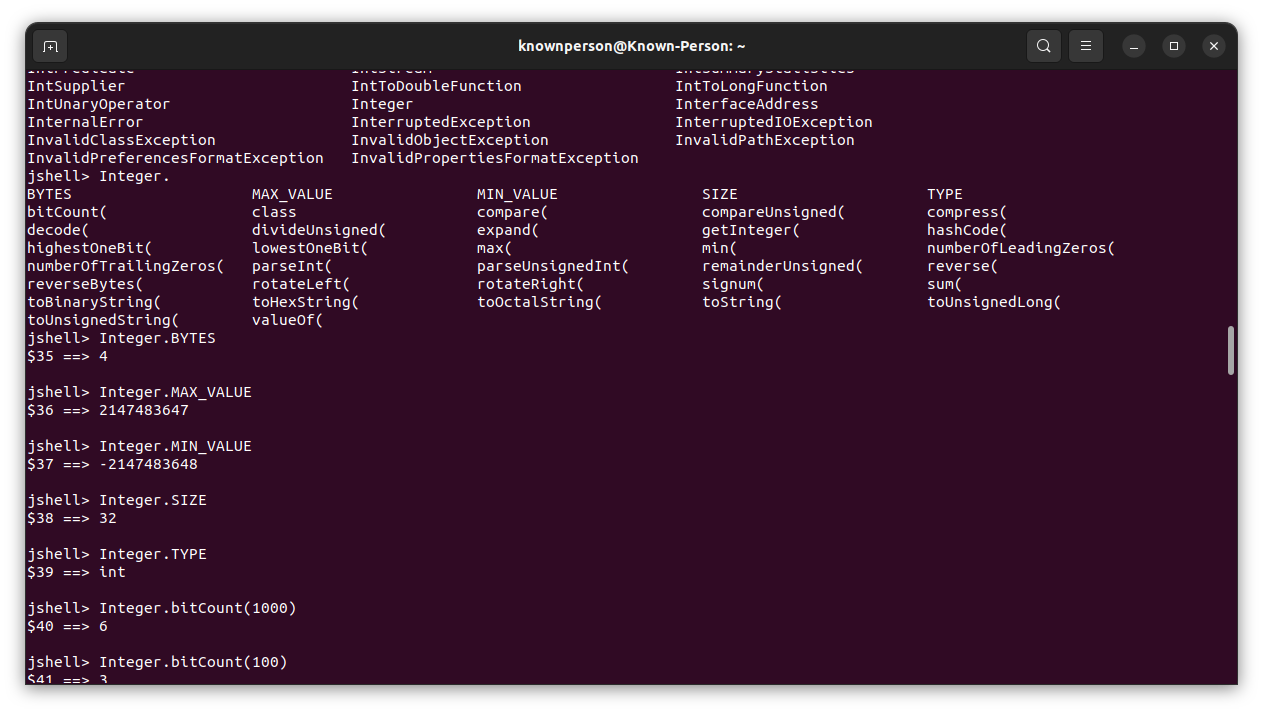 knownperson@Known-Person: ~
IntPredicate IntStream IntSummaryStatistics
IntSupplier IntToDoubleFunction IntToLongFunction
IntUnaryOperator Integer InterfaceAddress
InternalError InterruptedException InterruptedIOException
InvalidClassException InvalidObjectException InvalidPathException
InvalidPreferencesFormatException InvalidPropertiesFormatException
jshell> Integer.
BYTES MAX_VALUE MIN_VALUE SIZE TYPE
bitCount( class compare( compareUnsigned( compress(
decode( divideUnsigned( expand( getInteger( hashCode(
highestOneBit( lowestOneBit( max( min( numberOfLeadingZeros(
numberOfTrailingZeros( parseInt( parseUnsignedInt( remainderUnsigned( reverse(
reverseBytes( rotateLeft( rotateRight( signum( sum(
toBinaryString( toHexString( toOctalString( toString( toUnsignedLong(
toUnsignedString( valueOf(
jshell> Integer.BYTES
$35 ==> 4
jshell> Integer.MAX_VALUE
$36 ==> 2147483647
jshell> Integer.MIN_VALUE
$37 ==> -2147483648
jshell> Integer.SIZE
$38 ==> 32
jshell> Integer.TYPE
$39 ==> int
jshell> Integer.bitCount(1000)
$40 ==> 6
jshell> Integer.bitCount(100)
$41 ==> 3